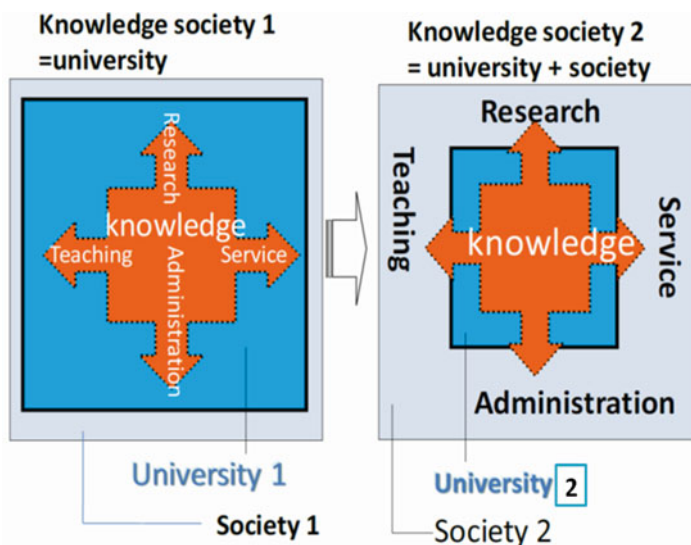 Knowledge society 1
=university
Research
knowledge
Teaching
Administration
Service
University 1
Society 1
Knowledge society 2
= university + society
Research
Teaching
knowledge
Service
Administration
University 2
Society 2